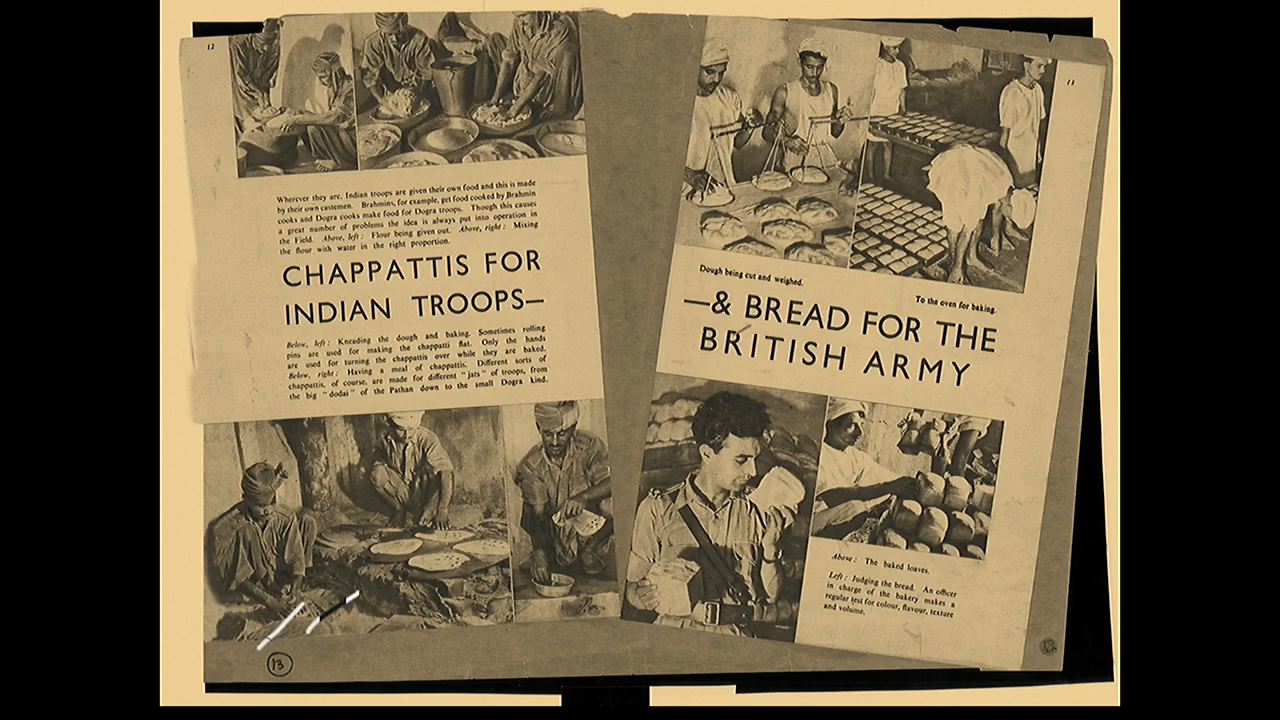 12
Wherever they are, Indian troops are given their own food and this is made
by their own castemen. Brahmins, for example, get food cooked by Brahmin
cooks and Dogra cooks make food for Dogra troops. Though this causes
a great number of problems the idea is always put into operation in
the Field. Above, left: Flour being given out. Above, right: Mixing
the flour with water in the right proportion.
CHAPPATTIS FOR
INDIAN TROOPS—
Below, left: Kneading the dough and baking. Sometimes rolling
pins are used for making the chappatti flat. Only the hands
are used for turning the chappattis over while they are baked.
Below, right: Having a meal of chappattis. Different sorts of
chappattis, of course, are made for different "jats" of troops, from
the big "dodai" of the Pathan down to the small Dogra kind.
13
Dough being cut and weighed.
To the oven for baking.
—& BREAD FOR THE
BRITISH ARMY
Above: The baked loaves.
Left: Judging the bread. An officer
in charge of the bakery makes a
regular test for colour, flavour, texture
and volume.